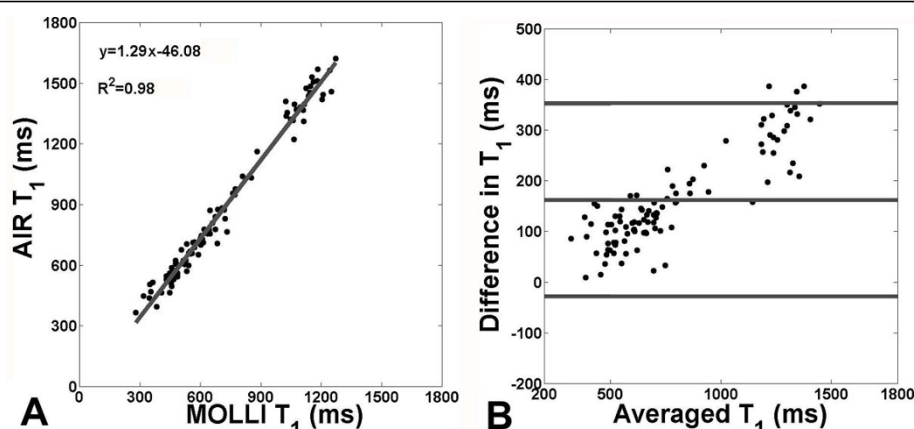 1800
1500
1200
900
600
300
0
AIR T1 (ms)
y=1.29x-46.08
R²=0.98
0 300 600 900 1200 1500 1800
A MOLLI T1 (ms)
500
400
300
200
100
0
-100
-200
Difference in T1 (ms)
200 500 1000 1500 1800
B Averaged T1 (ms)